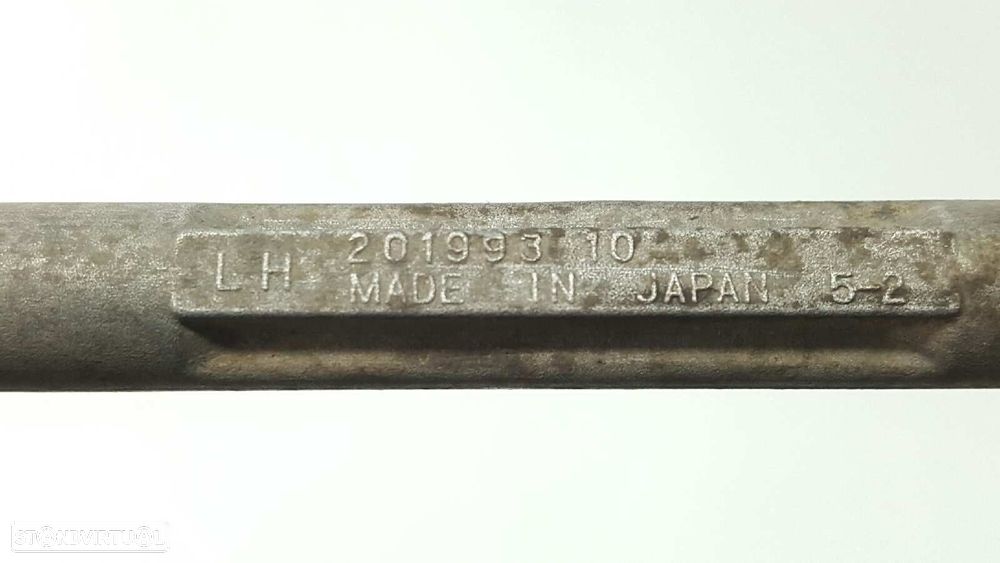 LH
201993 10
MADE IN JAPAN 5-2
STANDVIRTUAL